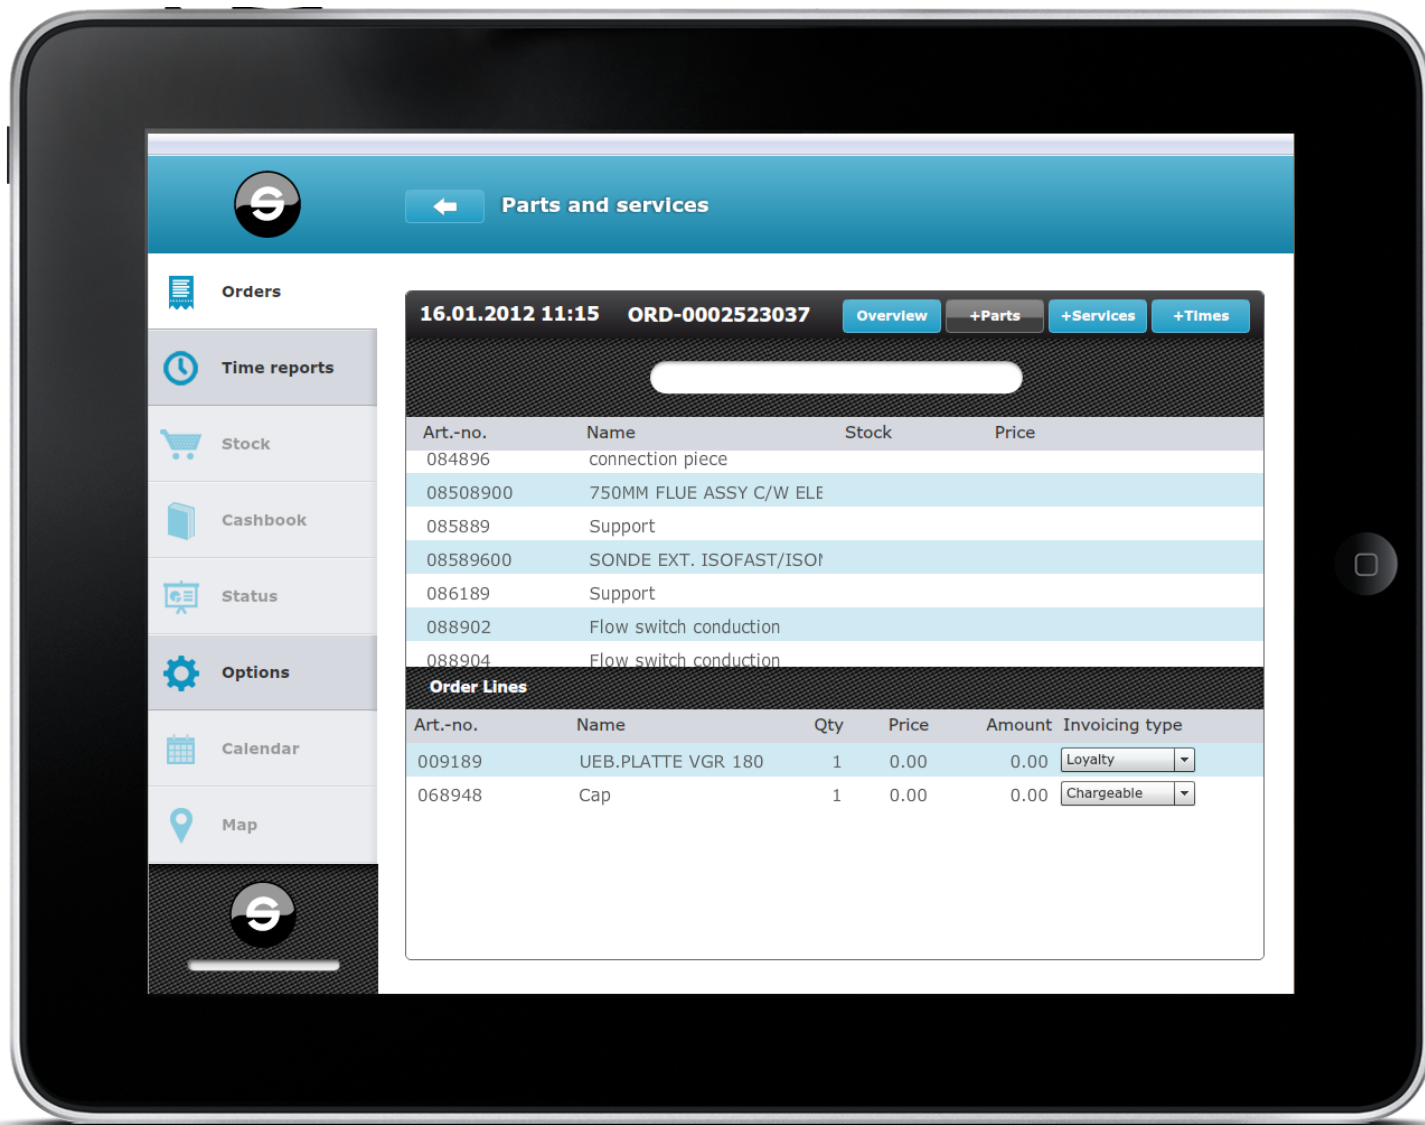 Parts and services
Orders
Time reports
Stock
Cashbook
Status
Options
Calendar
Map
16.01.2012 11:15 ORD-0002523037 Overview +Parts +Services +Times
Art.-no. Name Stock Price
084896 connection piece
08508900 750MM FLUE ASSY C/W ELE
085889 Support
08589600 SONDE EXT. ISOFAST/ISO
086189 Support
088902 Flow switch conduction
088904 Flow switch conduction
Order Lines
Art.-no. Name Qty Price Amount Invoicing type
009189 UEB.PLATTE VGR 180 1 0.00 0.00 Loyalty
068948 Cap 1 0.00 0.00 Chargeable